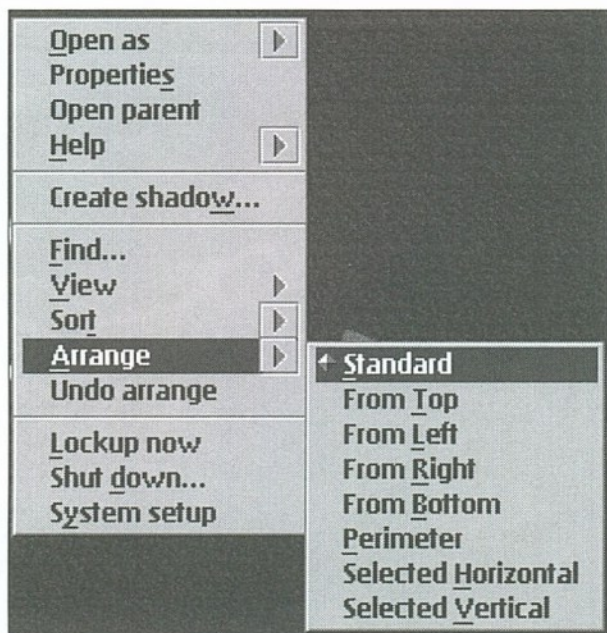 Open as
Properties
Open parent
Help
Create shadow...
Find...
View
Sort
Arrange
Undo arrange
Lockup now
Shut down...
System setup
Standard
From Top
From Left
From Right
From Bottom
Perimeter
Selected Horizontal
Selected Vertical